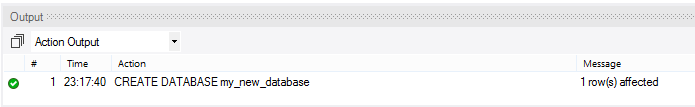 Output
Action Output
# Time Action Message
1 23:17:40 CREATE DATABASE my_new_database 1 row(s) affected